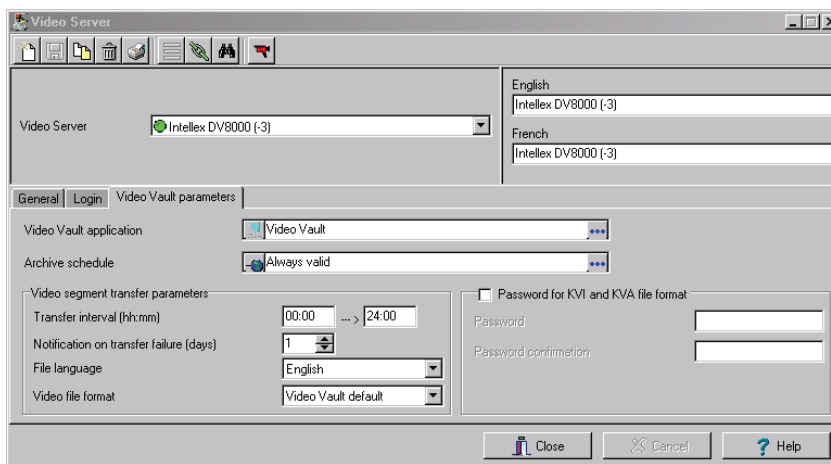 Video Server
English
Intellex DV8000 (-3)
Video Server
Intellex DV8000 (-3)
French
Intellex DV8000 (-3)
General
Login
Video Vault parameters
Video Vault application
Video Vault
Archive schedule
Always valid
Video segment transfer parameters
Transfer interval (hh:mm)
00:00
--- >
24:00
Notification on transfer failure (days)
1
File language
English
Video file format
Video Vault default
Password for KVI and KVA file format
Password
Password confirmation
Close
Cancel
? Help